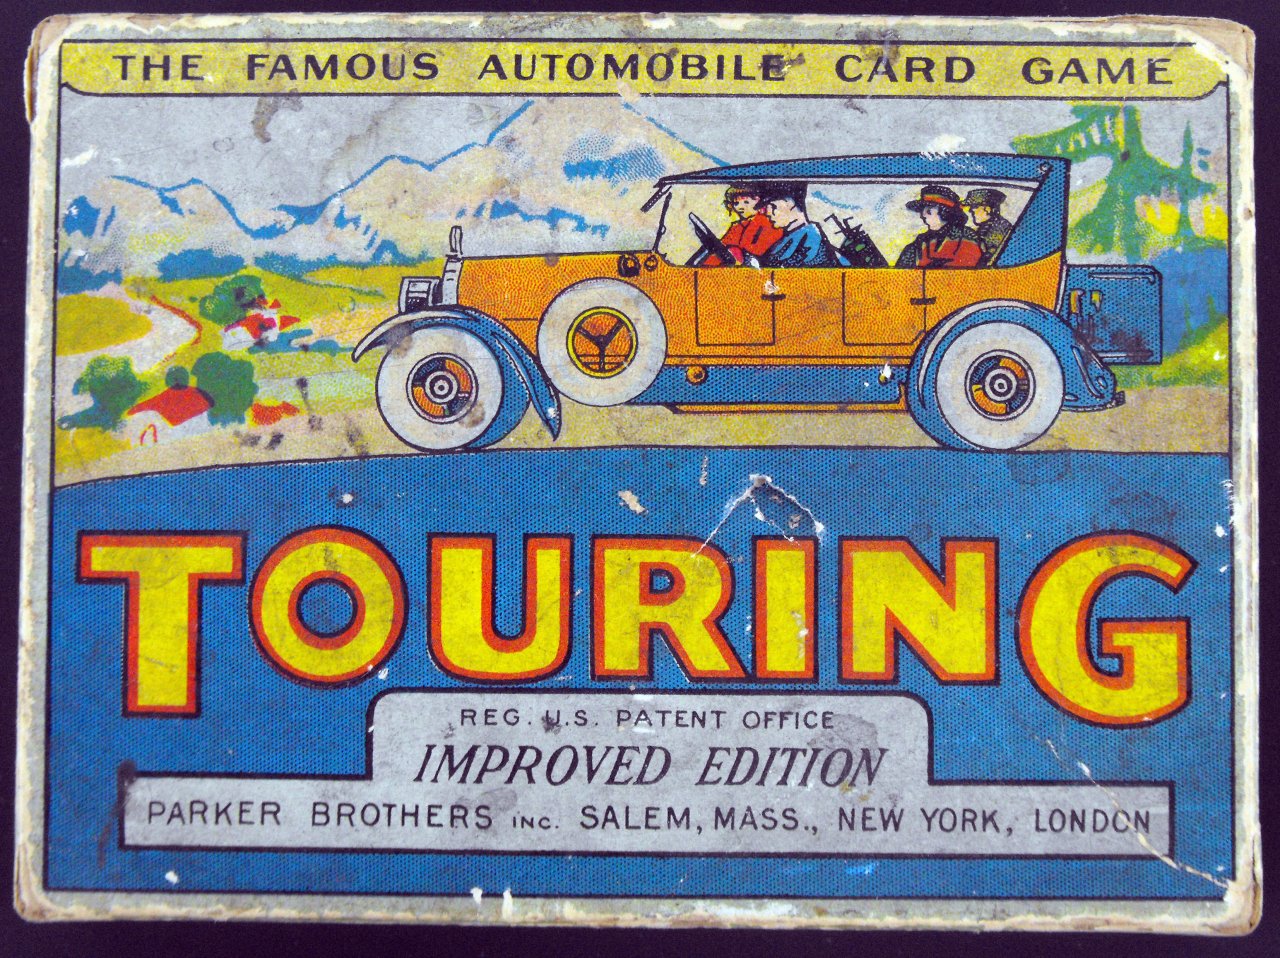 THE FAMOUS AUTOMOBILE CARD GAME
TOURING
REG. U.S. PATENT OFFICE
IMPROVED EDITION
PARKER BROTHERS INC. SALEM, MASS., NEW YORK, LONDON